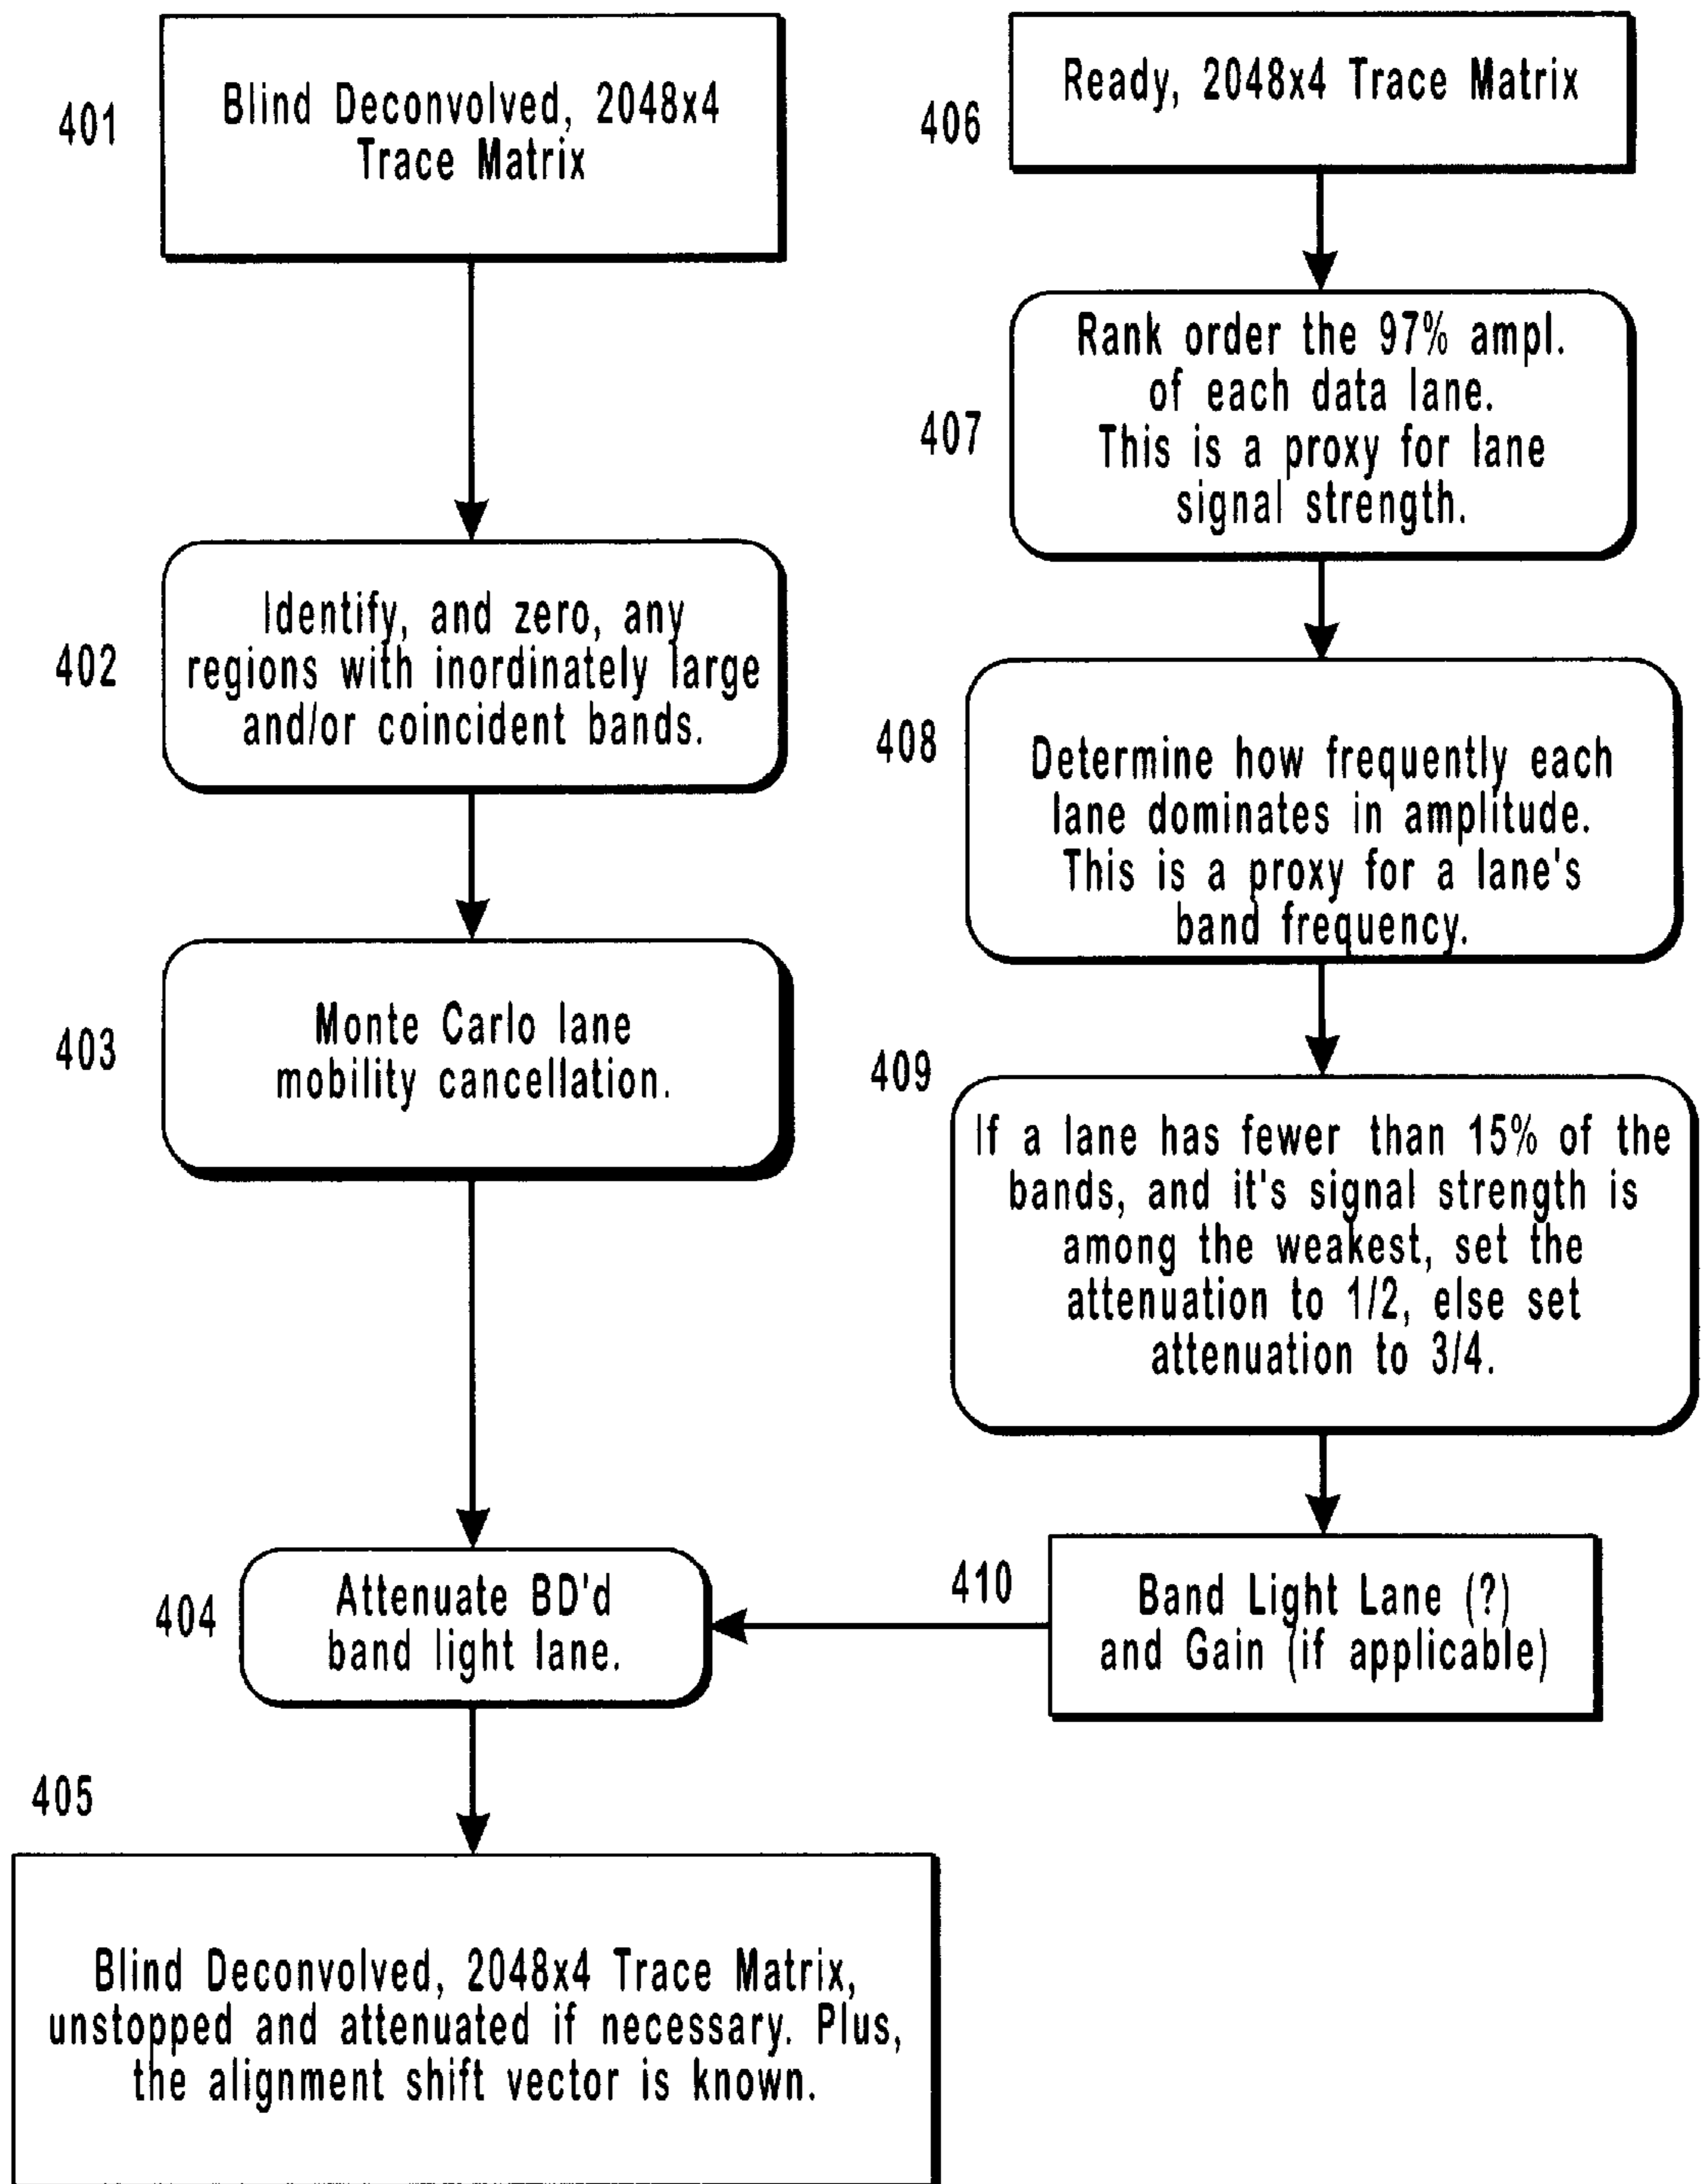 401
Blind Deconvolved, 2048x4
Trace Matrix
402
Identify, and zero, any
regions with inordinately large
and/or coincident bands.
403
Monte Carlo lane
mobility cancellation.
404
Attenuate BD'd
band light lane.
405
Blind Deconvolved, 2048x4 Trace Matrix,
unstopped and attenuated if necessary. Plus,
the alignment shift vector is known.
406
Ready, 2048x4 Trace Matrix
407
Rank order the 97% ampl.
of each data lane.
This is a proxy for lane
signal strength.
408
Determine how frequently each
lane dominates in amplitude.
This is a proxy for a lane's
band frequency.
409
If a lane has fewer than 15% of the
bands, and it's signal strength is
among the weakest, set the
attenuation to 1/2, else set
attenuation to 3/4.
410
Band Light Lane (?)
and Gain (if applicable)